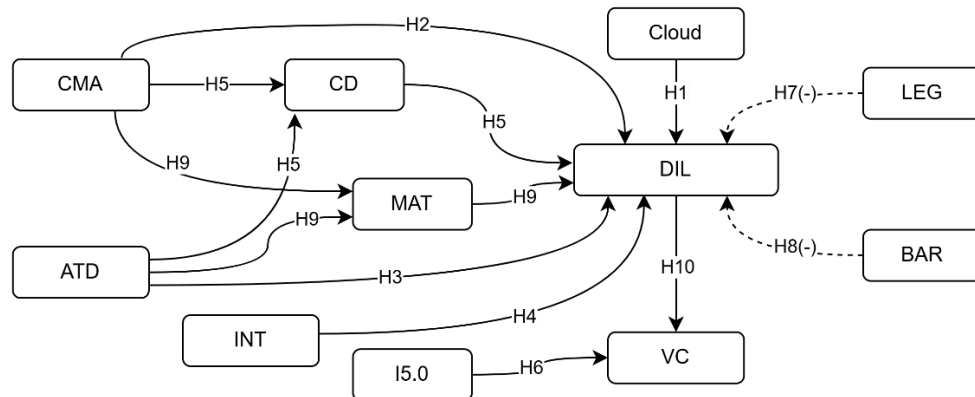 H2
Cloud
CMA
H5
CD
H1
H7(-)
LEG
H5
H5
H9
DIL
MAT
H9
H9
ATD
H3
H10
H8(-)
BAR
INT
H4
I5.0
H6
VC